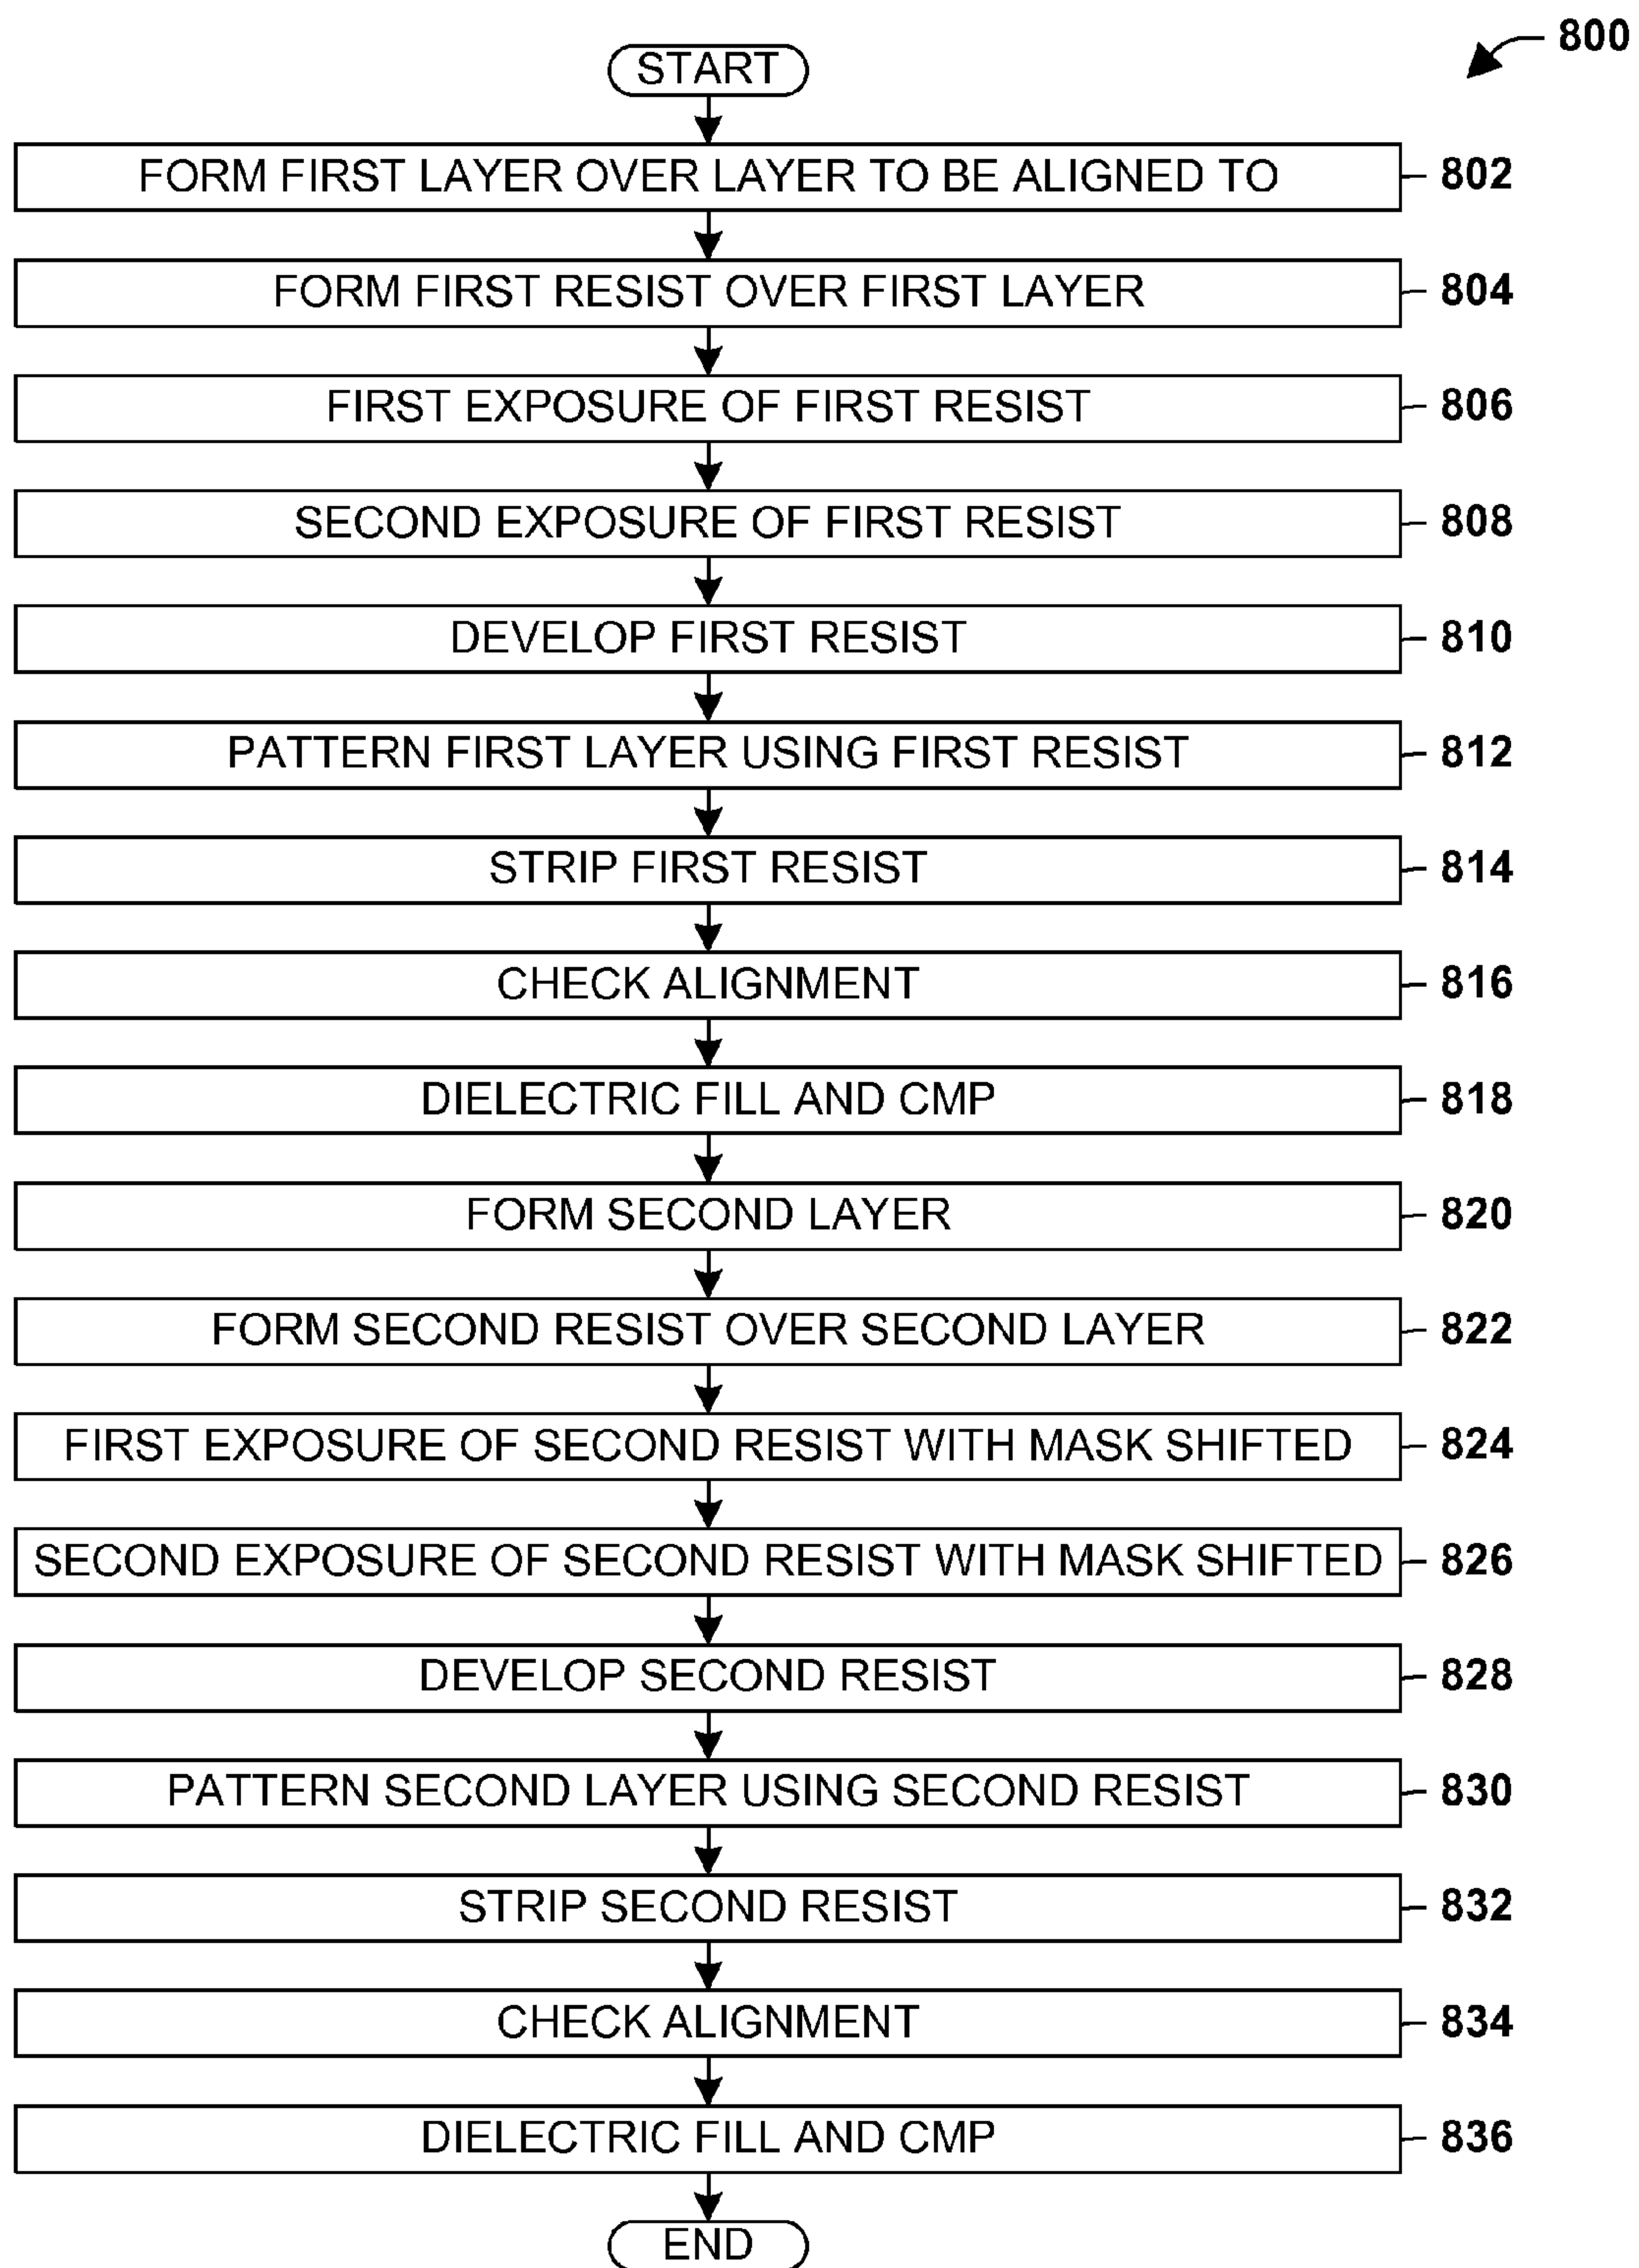 800
START
FORM FIRST LAYER OVER LAYER TO BE ALIGNED TO 802
FORM FIRST RESIST OVER FIRST LAYER 804
FIRST EXPOSURE OF FIRST RESIST 806
SECOND EXPOSURE OF FIRST RESIST 808
DEVELOP FIRST RESIST 810
PATTERN FIRST LAYER USING FIRST RESIST 812
STRIP FIRST RESIST 814
CHECK ALIGNMENT 816
DIELECTRIC FILL AND CMP 818
FORM SECOND LAYER 820
FORM SECOND RESIST OVER SECOND LAYER 822
FIRST EXPOSURE OF SECOND RESIST WITH MASK SHIFTED 824
SECOND EXPOSURE OF SECOND RESIST WITH MASK SHIFTED 826
DEVELOP SECOND RESIST 828
PATTERN SECOND LAYER USING SECOND RESIST 830
STRIP SECOND RESIST 832
CHECK ALIGNMENT 834
DIELECTRIC FILL AND CMP 836
END